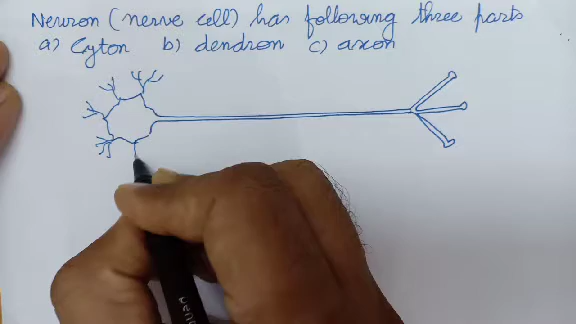 Neuron (nerve cell) has following three parts
a) Cyton b) dendron c) axon